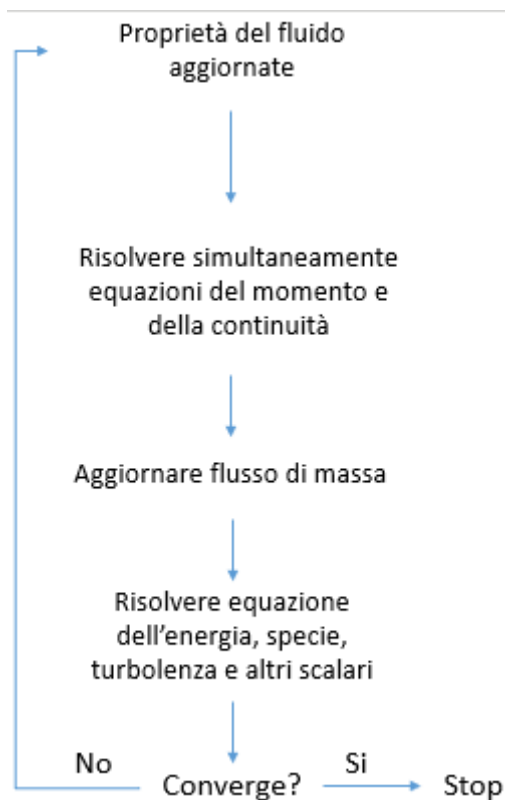 Proprietà del fluido
aggiornate
Risolvere simultaneamente
equazioni del momento e
della continuità
Aggiornare flusso di massa
Risolvere equazione
dell'energia, specie,
turbolenza e altri scalari
No
Converge?
Si
Stop